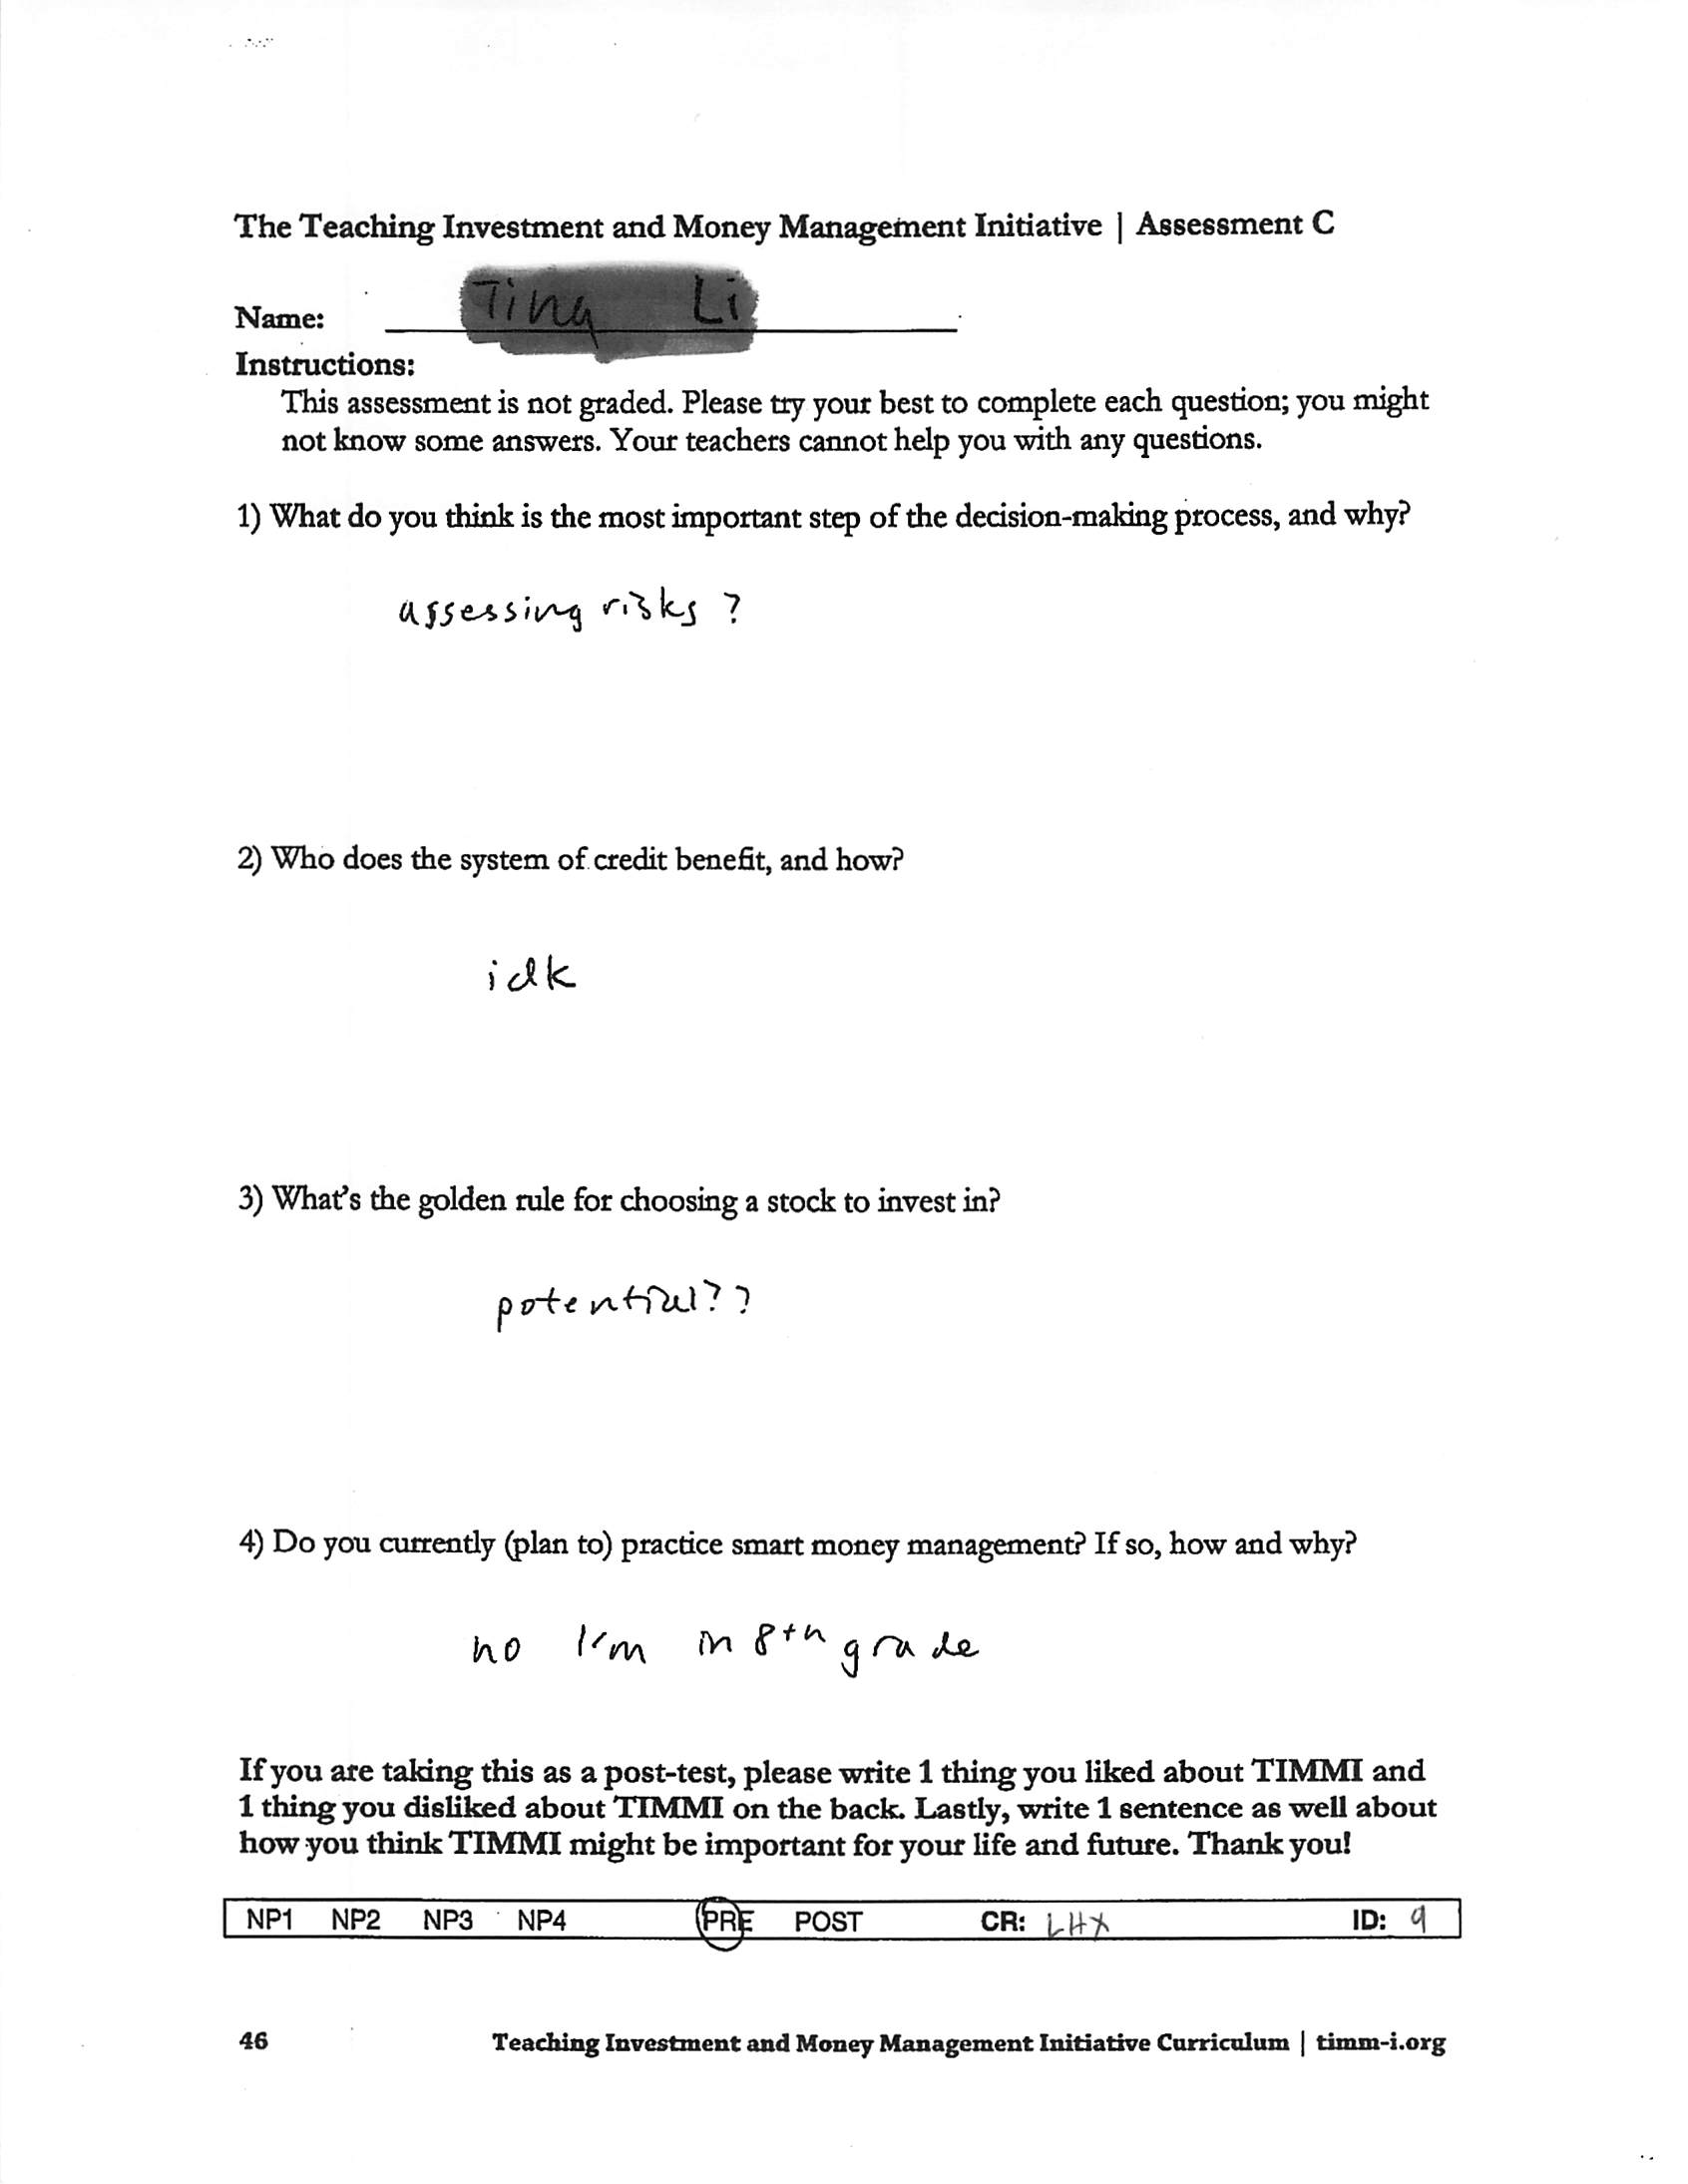 The Teaching Investment and Money Management Initiative | Assessment C
Name:
Instructions:
This assessment is not graded. Please try your best to complete each question; you might
not know some answers. Your teachers cannot help you with any questions.
1) What do you think is the most important step of the decision-making process, and why?
assessing risks ?
2) Who does the system of credit benefit, and how?
idk
3) What's the golden rule for choosing a stock to invest in?
potential??
4) Do you currently (plan to) practice smart money management? If so, how and why?
no I'm in 8th grade
If you are taking this as a post-test, please write 1 thing you liked about TIMMI and
1 thing you disliked about TIMMI on the back. Lastly, write 1 sentence as well about
how you think TIMMI might be important for your life and future. Thank you!
NP1 NP2 NP3 NP4 PRE POST CR: LHX ID: 9
46 Teaching Investment and Money Management Initiative Curriculum | timm-i.org